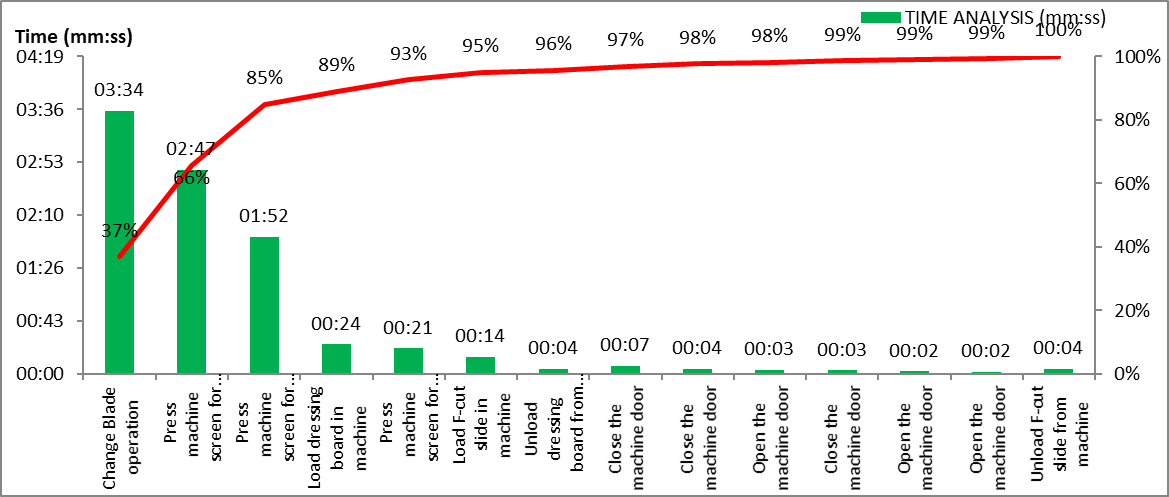 TIME ANALYSIS (mm:ss)
Time (mm:ss)
04:19
03:36
02:53
02:10
01:26
00:43
00:00
03:34
02:47
01:52
00:24
00:21
00:14
00:04
00:07
00:04
00:03
00:03
00:02
00:02
00:04
37%
66%
85%
89%
93%
95%
96%
97%
98%
98%
99%
99%
99%
100%
100%
80%
60%
40%
20%
0%
Change Blade
operation
Press
machine
screen for…
Press
machine
screen for…
Load dressing
board in
machine
Press
machine
screen for…
Load F-cut
slide in
machine
Unload
dressing
board from…
Close the
machine door
Close the
machine door
Open the
machine door
Close the
machine door
Open the
machine door
Open the
machine door
Unload F-cut
slide from
machine